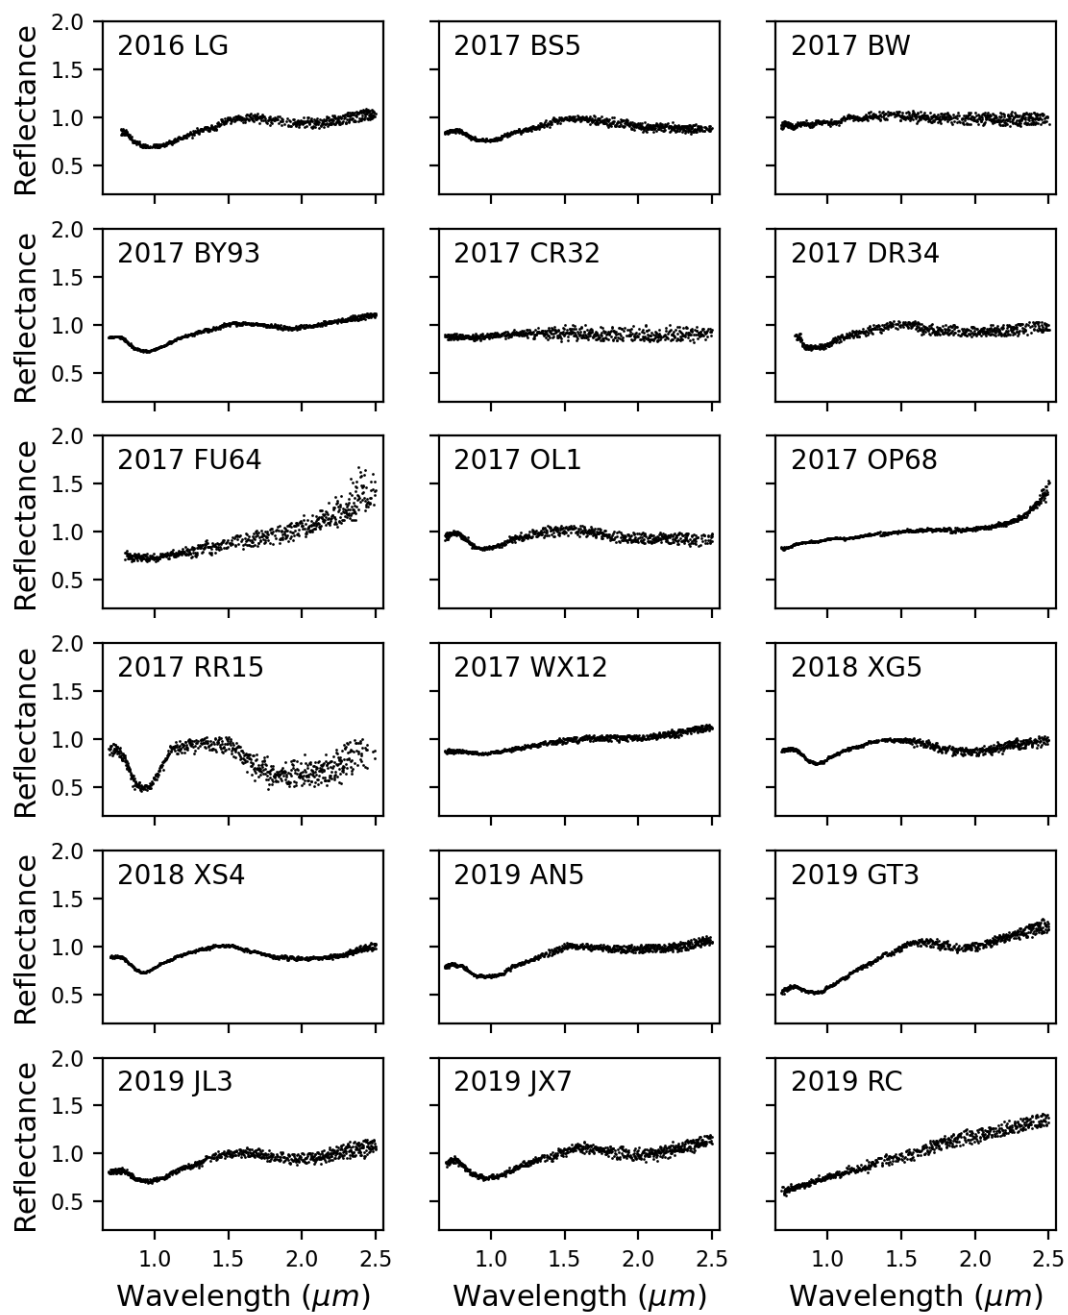 Reflectance
2.0
1.5
1.0
0.5
2016 LG
2017 BS5
2017 BW
Reflectance
2.0
1.5
1.0
0.5
2017 BY93
2017 CR32
2017 DR34
Reflectance
2.0
1.5
1.0
0.5
2017 FU64
2017 OL1
2017 OP68
Reflectance
2.0
1.5
1.0
0.5
2017 RR15
2017 WX12
2018 XG5
Reflectance
2.0
1.5
1.0
0.5
2018 XS4
2019 AN5
2019 GT3
Reflectance
2.0
1.5
1.0
0.5
2019 JL3
2019 JX7
2019 RC
1.0 1.5 2.0 2.5 1.0 1.5 2.0 2.5 1.0 1.5 2.0 2.5
Wavelength (μm) Wavelength (μm) Wavelength (μm)